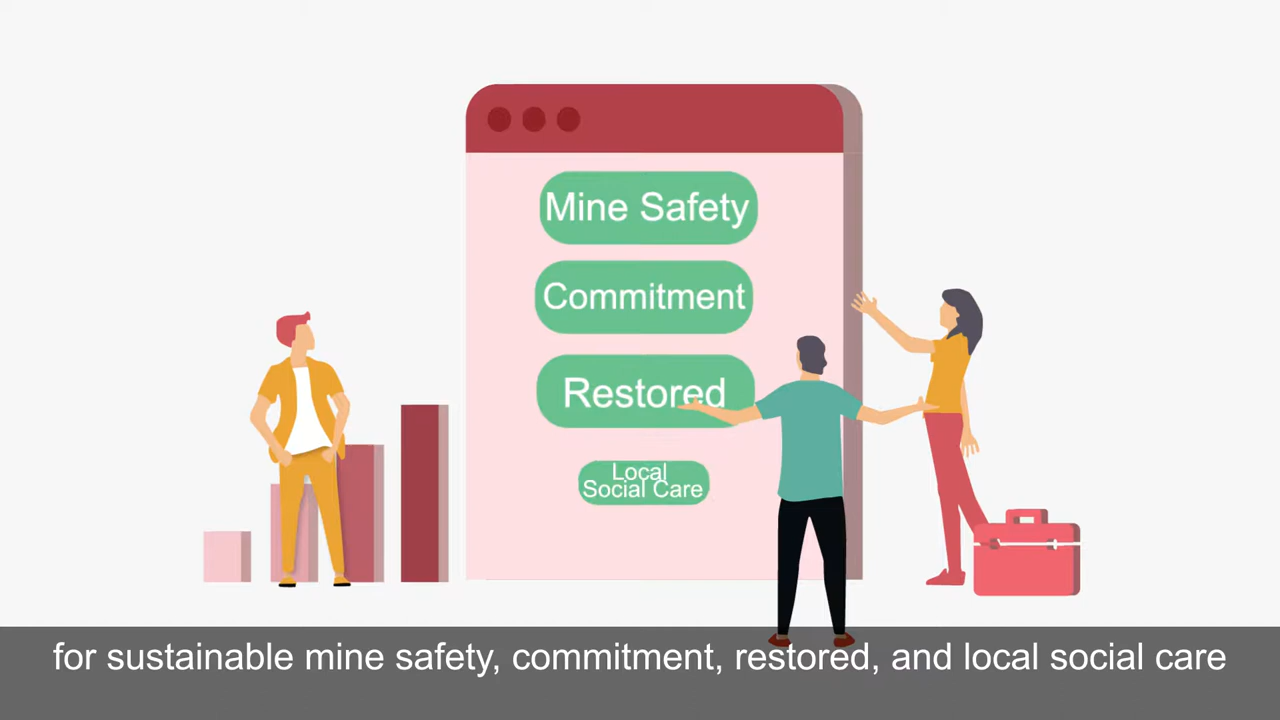 Mine Safety
Commitment
Restored
Local
Social Care
for sustainable mine safety, commitment, restored, and local social care